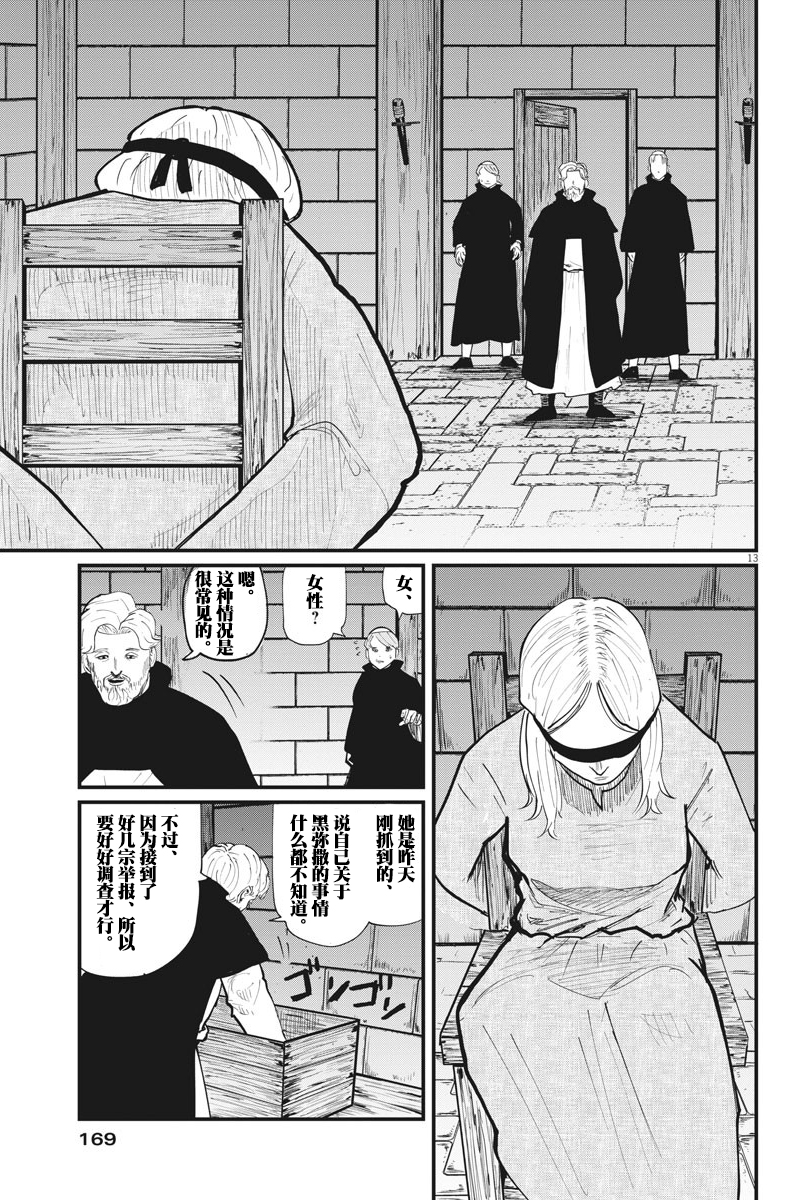 13
女、
女性？
嗯。
这种情况是
很常见的。
她是昨天
刚抓到的、
说自己关于
黑弥撒的事情
什么都不知道。
不过、
因为接到了
好几宗举报、所以
要好好调查才行。
ゴソゴソ
169